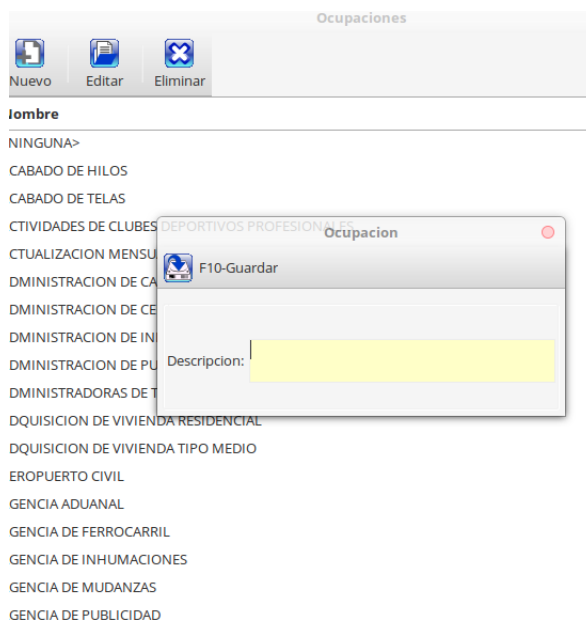 Ocupaciones
Nuevo Editar Eliminar
Nombre
NINGUNA>
CABADO DE HILOS
CABADO DE TELAS
CTIVIDADES DE CLUBES DEPORTIVOS PROFESIONALES
Ocupacion
CTUALIZACION MENSU
F10-Guardar
DMINISTRACION DE CA
DMINISTRACION DE CE
DMINISTRACION DE IN
DMINISTRACION DE PU
Descripcion:
DMINISTRADORAS DE T
DQUISICION DE VIVIENDA RESIDENCIAL
DQUISICION DE VIVIENDA TIPO MEDIO
EROPUERTO CIVIL
GENCIA ADUANAL
GENCIA DE FERROCARRIL
GENCIA DE INHUMACIONES
GENCIA DE MUDANZAS
GENCIA DE PUBLICIDAD